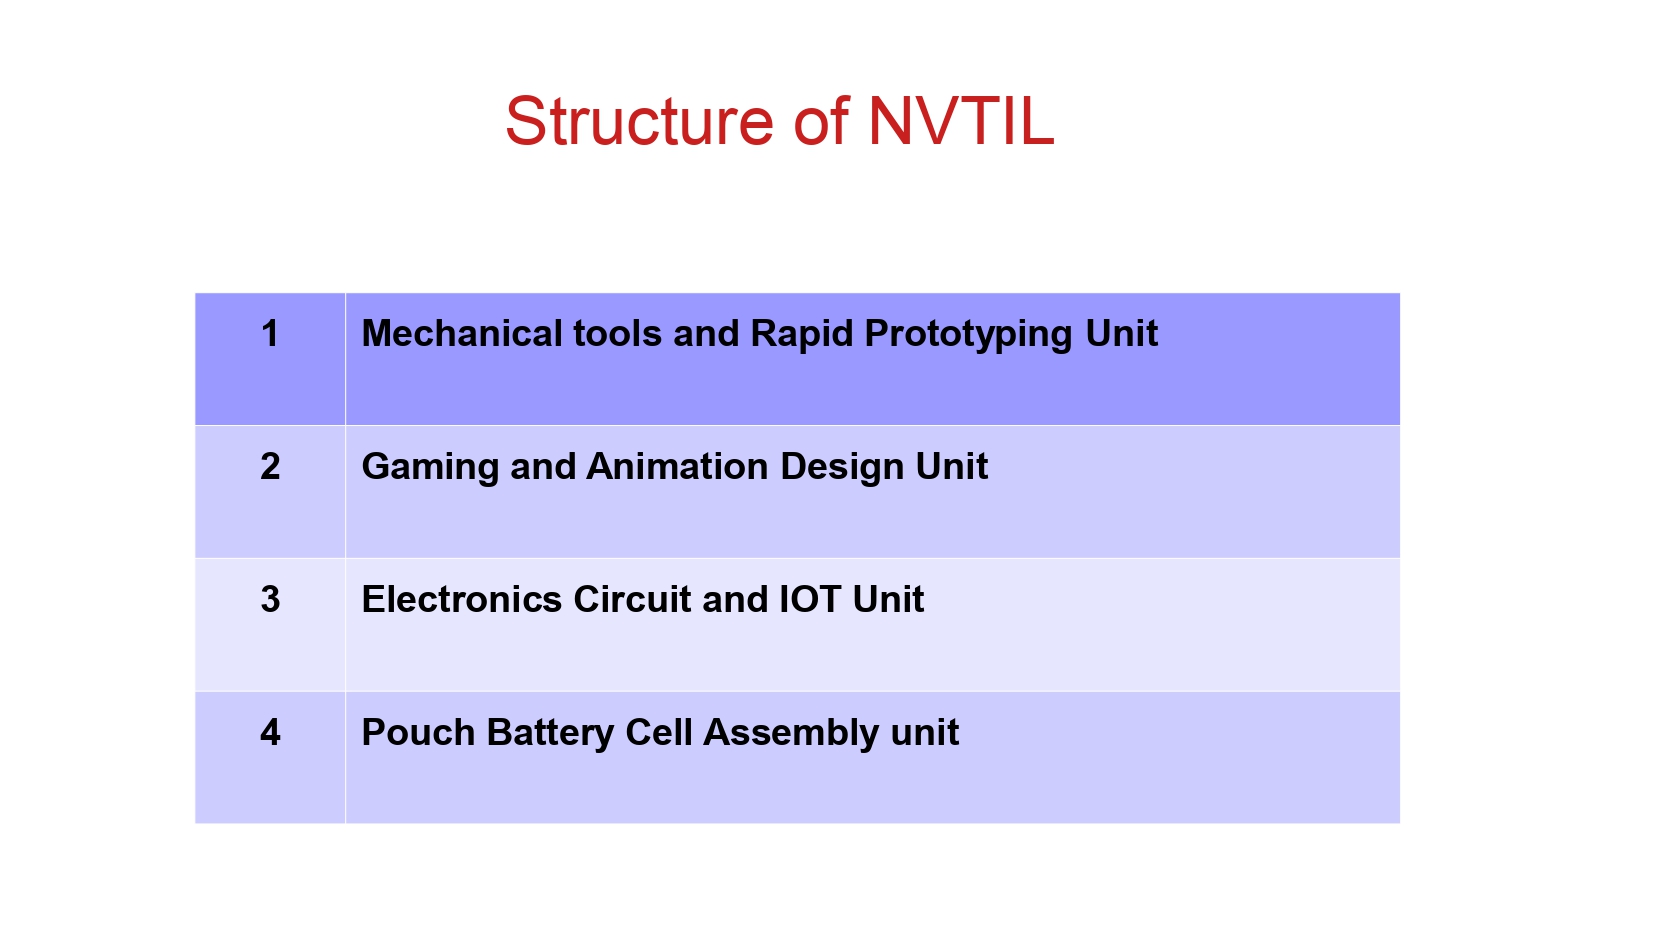 Structure of NVTIL
1 Mechanical tools and Rapid Prototyping Unit
2 Gaming and Animation Design Unit
3 Electronics Circuit and IOT Unit
4 Pouch Battery Cell Assembly unit